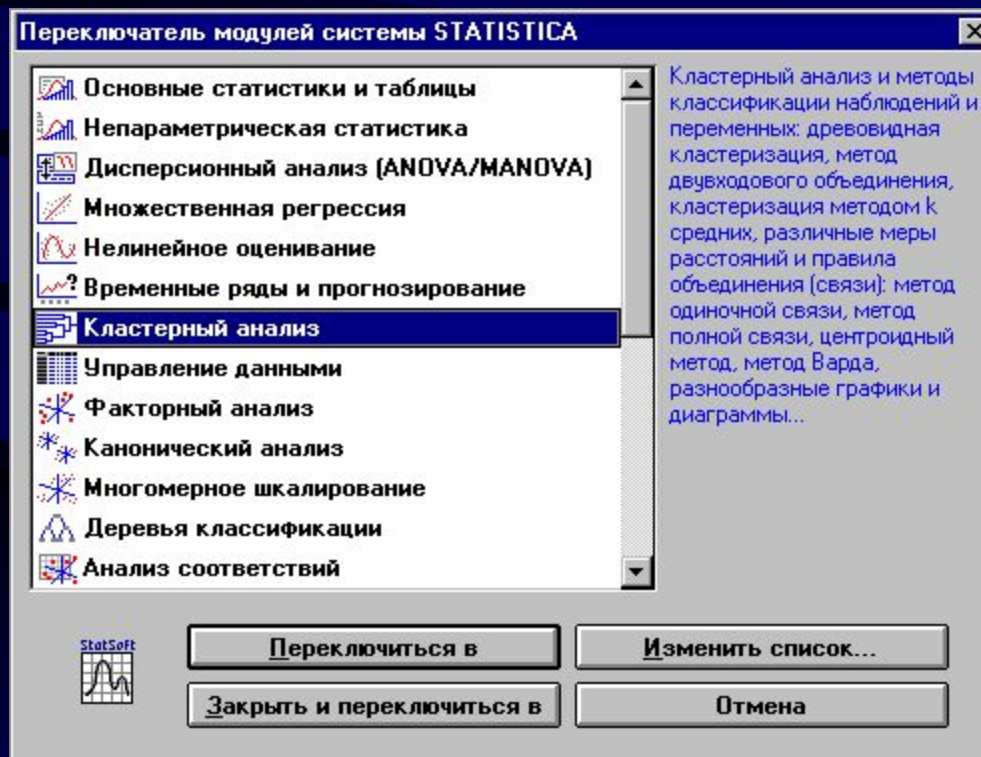 Переключатель модулей системы STATISTICA
Основные статистики и таблицы
Непараметрическая статистика
Дисперсионный анализ (ANOVA/MANOVA)
Множественная регрессия
Нелинейное оценивание
Временные ряды и прогнозирование
Кластерный анализ
Управление данными
Факторный анализ
Канонический анализ
Многомерное шкалирование
Деревья классификации
Анализ соответствий
Кластерный анализ и методы
классификации наблюдений и
переменных: древовидная
кластеризация, метод
двувходового объединения,
кластеризация методом k
средних, различные меры
расстояний и правила
объединения (связи): метод
одиночной связи, метод
полной связи, центроидный
метод, метод Варда,
разнообразные графики и
диаграммы...
StatSoft
Переключиться в
Изменить список...
Закрыть и переключиться в
Отмена